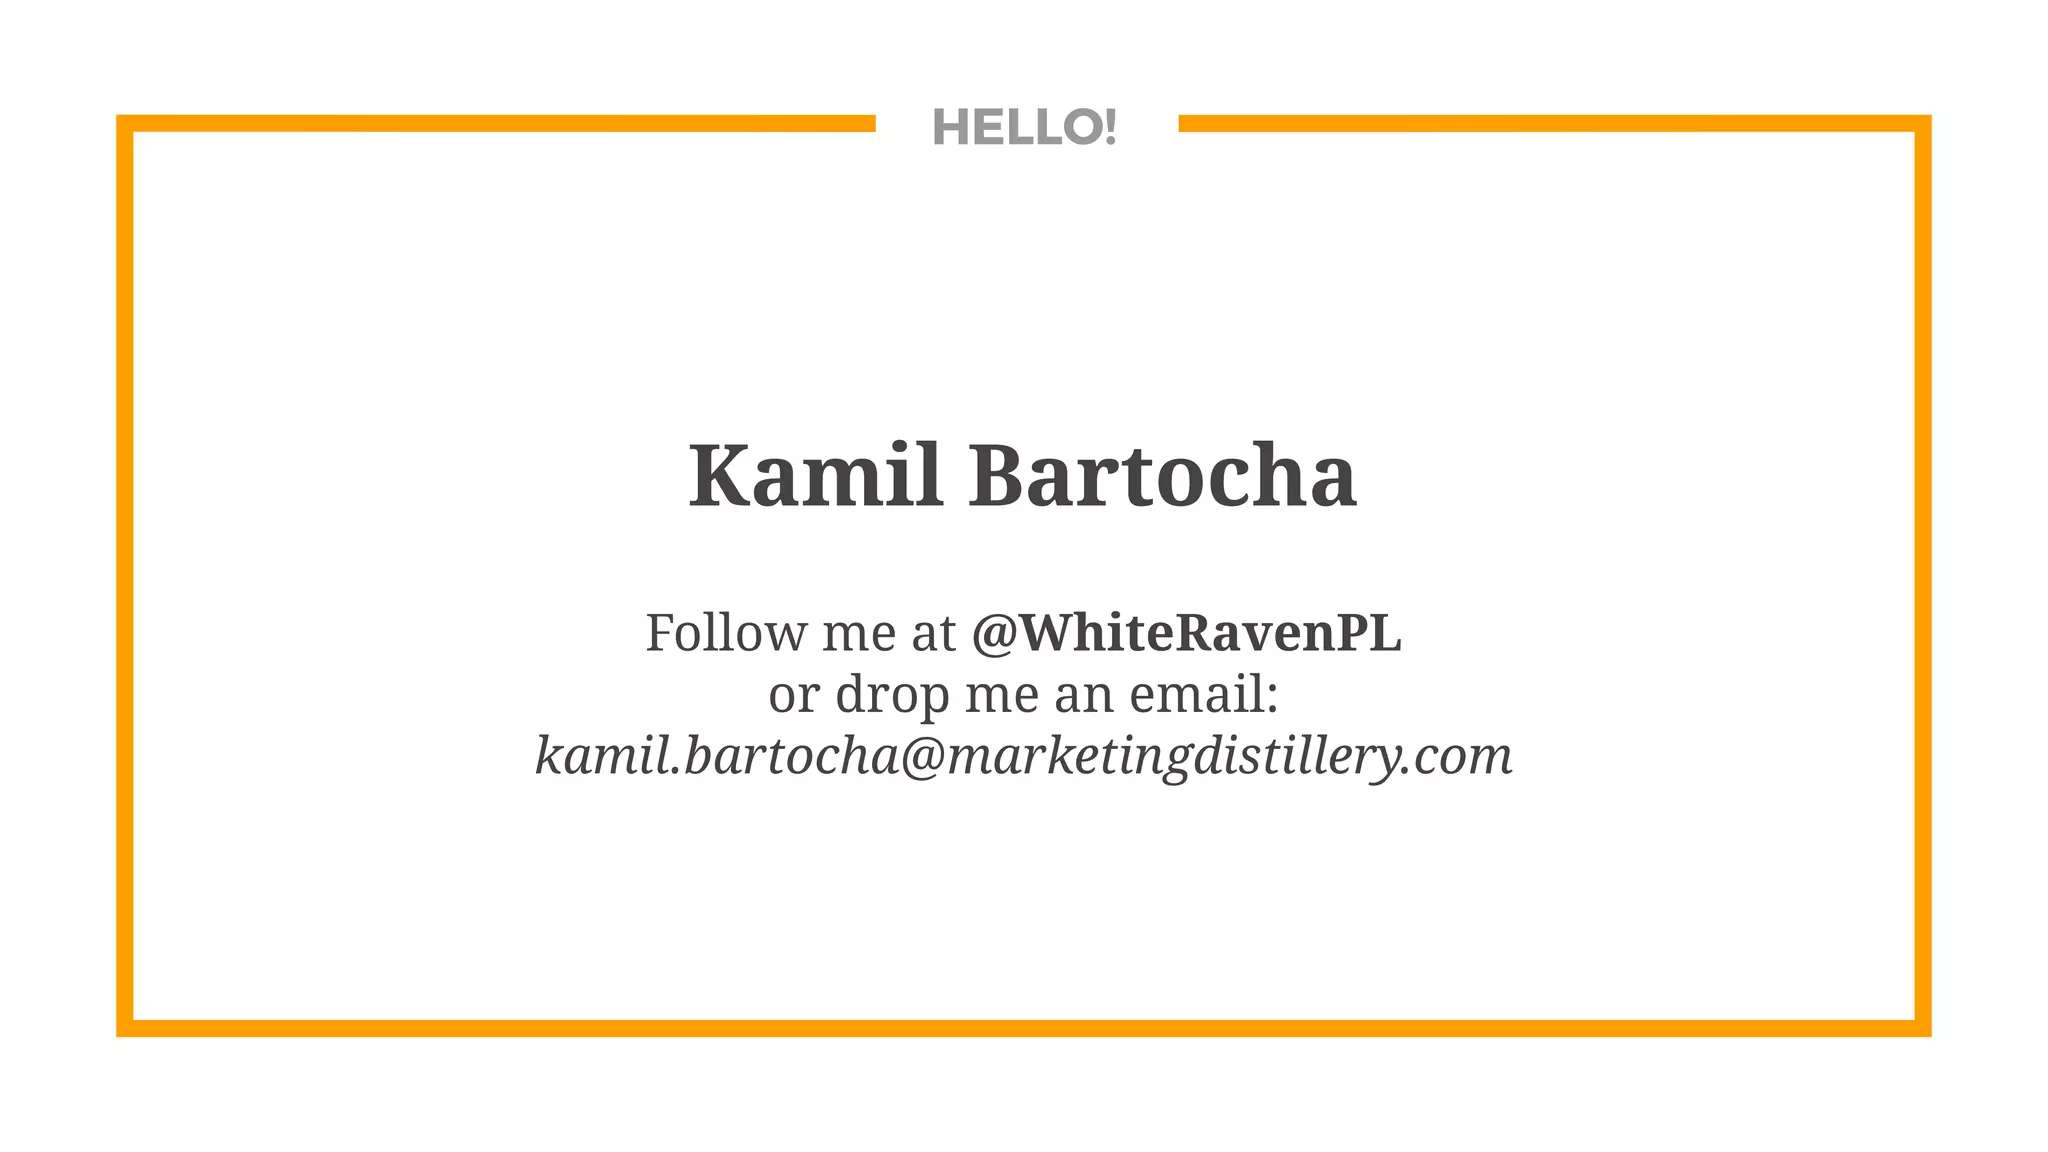 HELLO!
Kamil Bartocha
Follow me at @WhiteRavenPL
or drop me an email:
kamil.bartocha@marketingdistillery.com